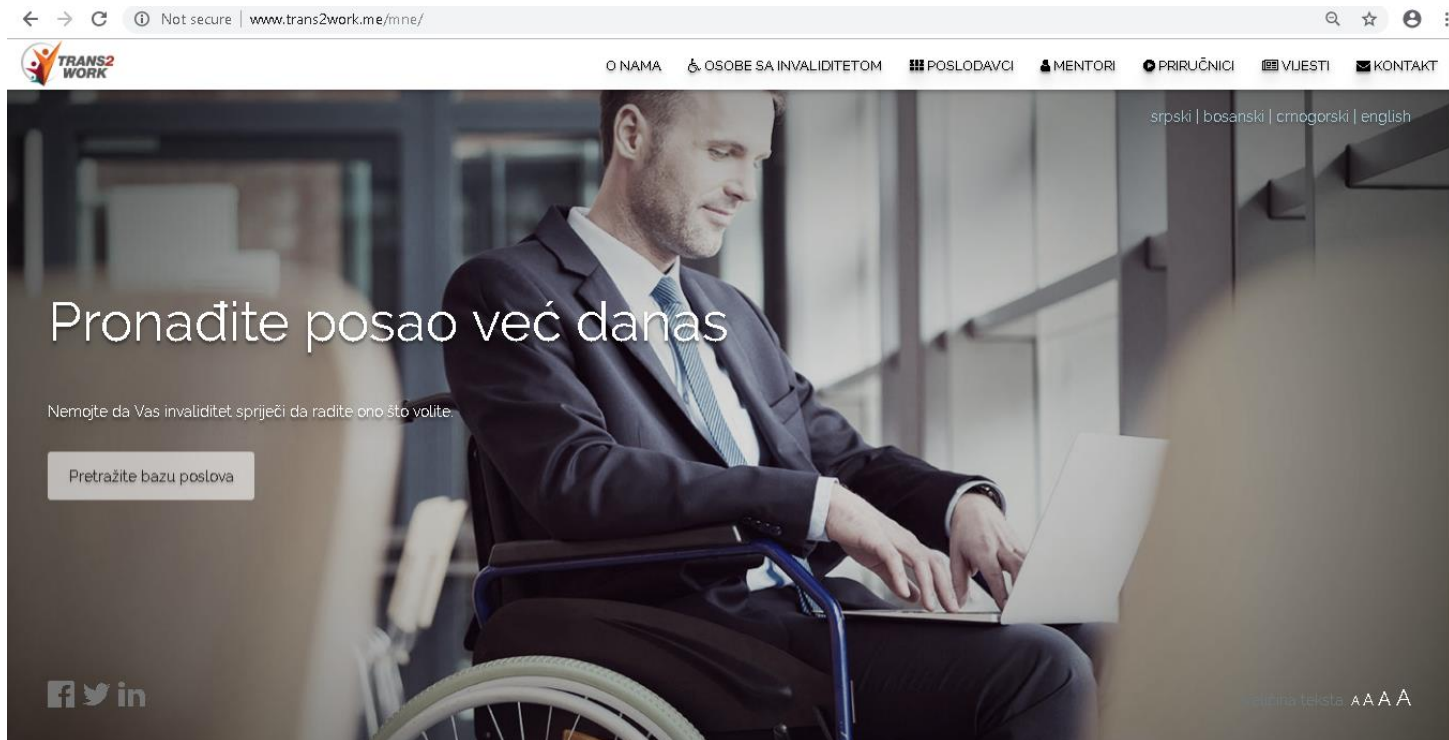 Not secure | www.trans2work.me/mne/
TRANS2
WORK
O NAMA OSOBE SA INVALIDITETOM POSLODAVCI MENTORI PRIRUČNICI VIJESTI KONTAKT
srpski | bosanski | crnogorski | english
Pronađite posao već danas
Nemojte da Vas invaliditet spriječi da radite ono što volite.
Pretražite bazu poslova
teksta: A A A A